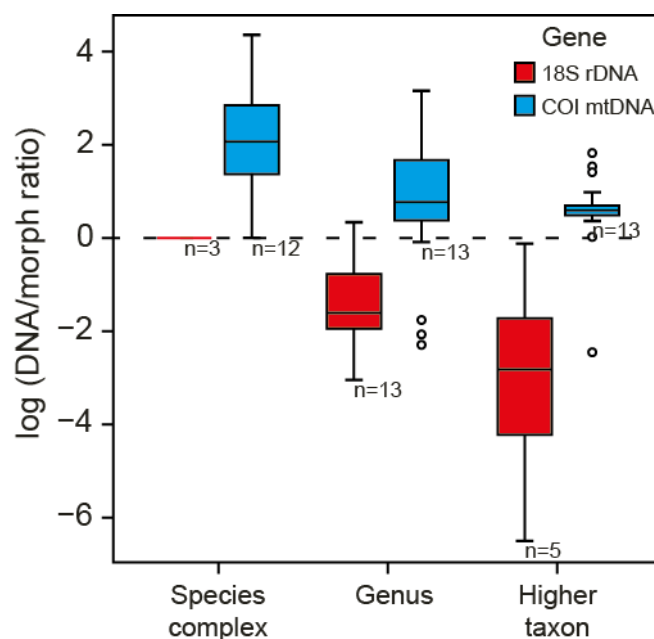 Gene
18S rDNA
COI mtDNA
log (DNA/morph ratio)
4
2
0
−2
−4
−6
n=3
n=12
n=13
n=13
n=13
n=5
Species
complex
Genus
Higher
taxon